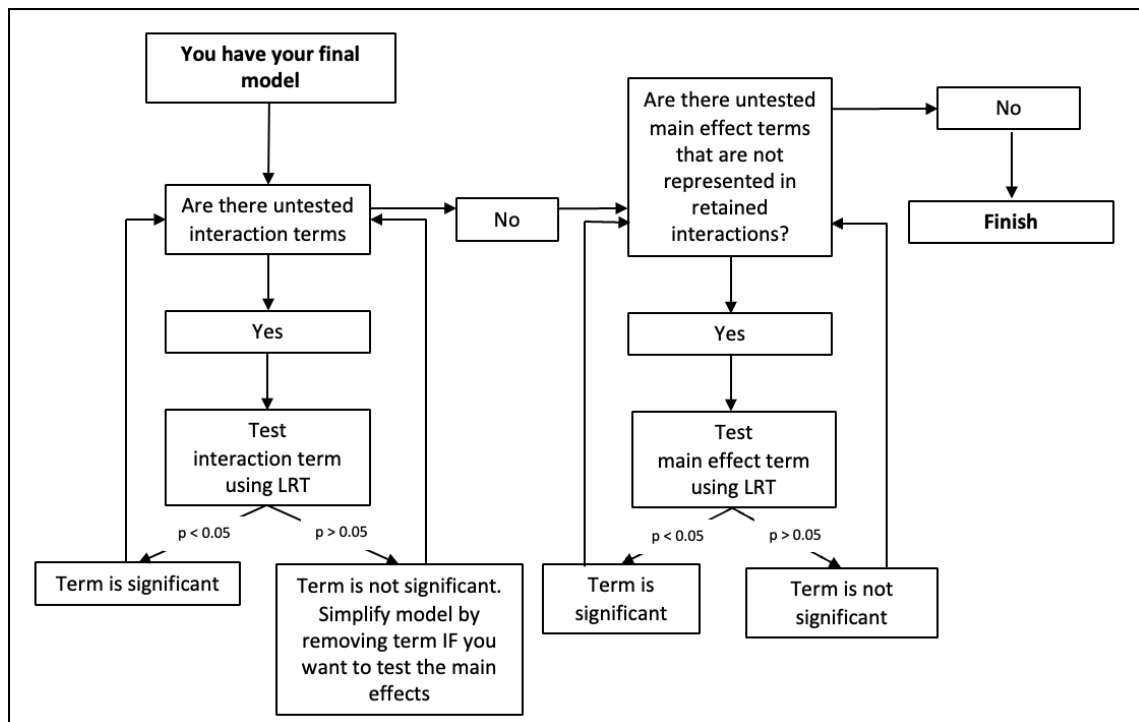 You have your final
model
Are there untested
interaction terms
No
Yes
Test
interaction term
using LRT
p < 0.05
p > 0.05
Term is significant
Term is not significant.
Simplify model by
removing term IF you
want to test the main
effects
Are there untested
main effect terms
that are not
represented in
retained
interactions?
No
Finish
Yes
Test
main effect term
using LRT
p < 0.05
p > 0.05
Term is
significant
Term is not
significant